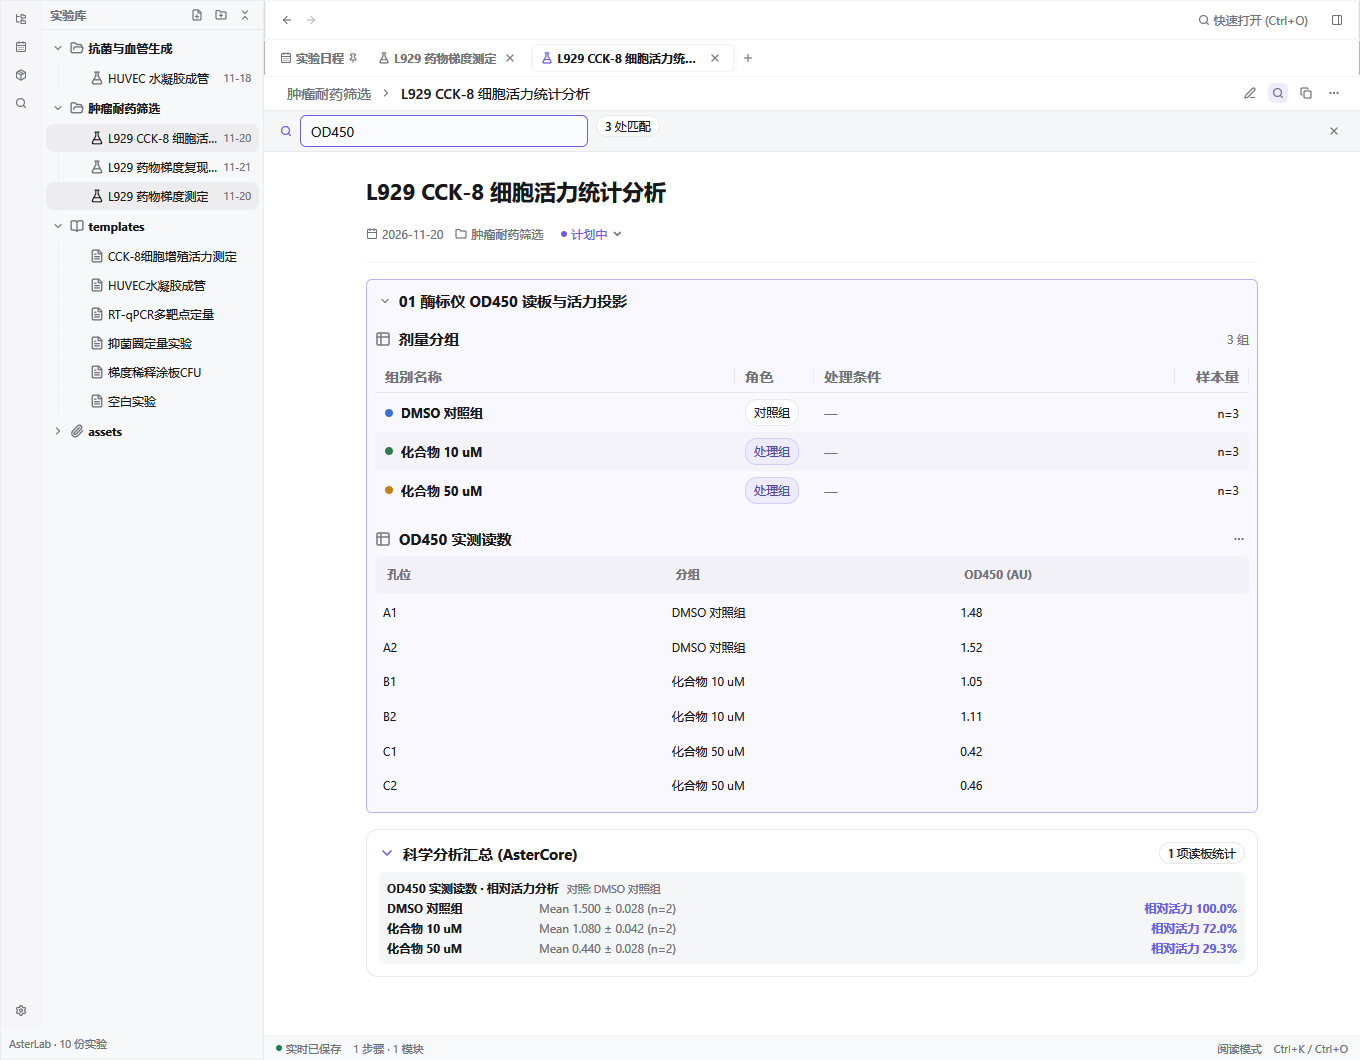 实验库
快速打开 (Ctrl+O)
抗菌与血管生成
HUVEC 水凝胶成管 11-18
肿瘤耐药筛选
L929 CCK-8 细胞活... 11-20
L929 药物梯度复现... 11-21
L929 药物梯度测定 11-20
templates
CCK-8细胞增殖活力测定
HUVEC水凝胶成管
RT-qPCR多靶点定量
抑菌圈定量实验
梯度稀释涂板CFU
空白实验
assets
AsterLab · 10 份实验
实验日程
L929 药物梯度测定
L929 CCK-8 细胞活力统...
肿瘤耐药筛选 L929 CCK-8 细胞活力统计分析
OD450 3 处匹配
L929 CCK-8 细胞活力统计分析
2026-11-20 肿瘤耐药筛选 计划中
01 酶标仪 OD450 读板与活力投影
剂量分组 3 组
组别名称 角色 处理条件 样本量
DMSO 对照组 对照组 — n=3
化合物 10 uM 处理组 — n=3
化合物 50 uM 处理组 — n=3
OD450 实测读数
孔位 分组 OD450 (AU)
A1 DMSO 对照组 1.48
A2 DMSO 对照组 1.52
B1 化合物 10 uM 1.05
B2 化合物 10 uM 1.11
C1 化合物 50 uM 0.42
C2 化合物 50 uM 0.46
科学分析汇总 (AsterCore) 1 项读板统计
OD450 实测读数 · 相对活力分析 对照: DMSO 对照组
DMSO 对照组 Mean 1.500 ± 0.028 (n=2) 相对活力 100.0%
化合物 10 uM Mean 1.080 ± 0.042 (n=2) 相对活力 72.0%
化合物 50 uM Mean 0.440 ± 0.028 (n=2) 相对活力 29.3%
实时已保存 1 步骤 · 1 模块
阅读模式 Ctrl+K / Ctrl+O